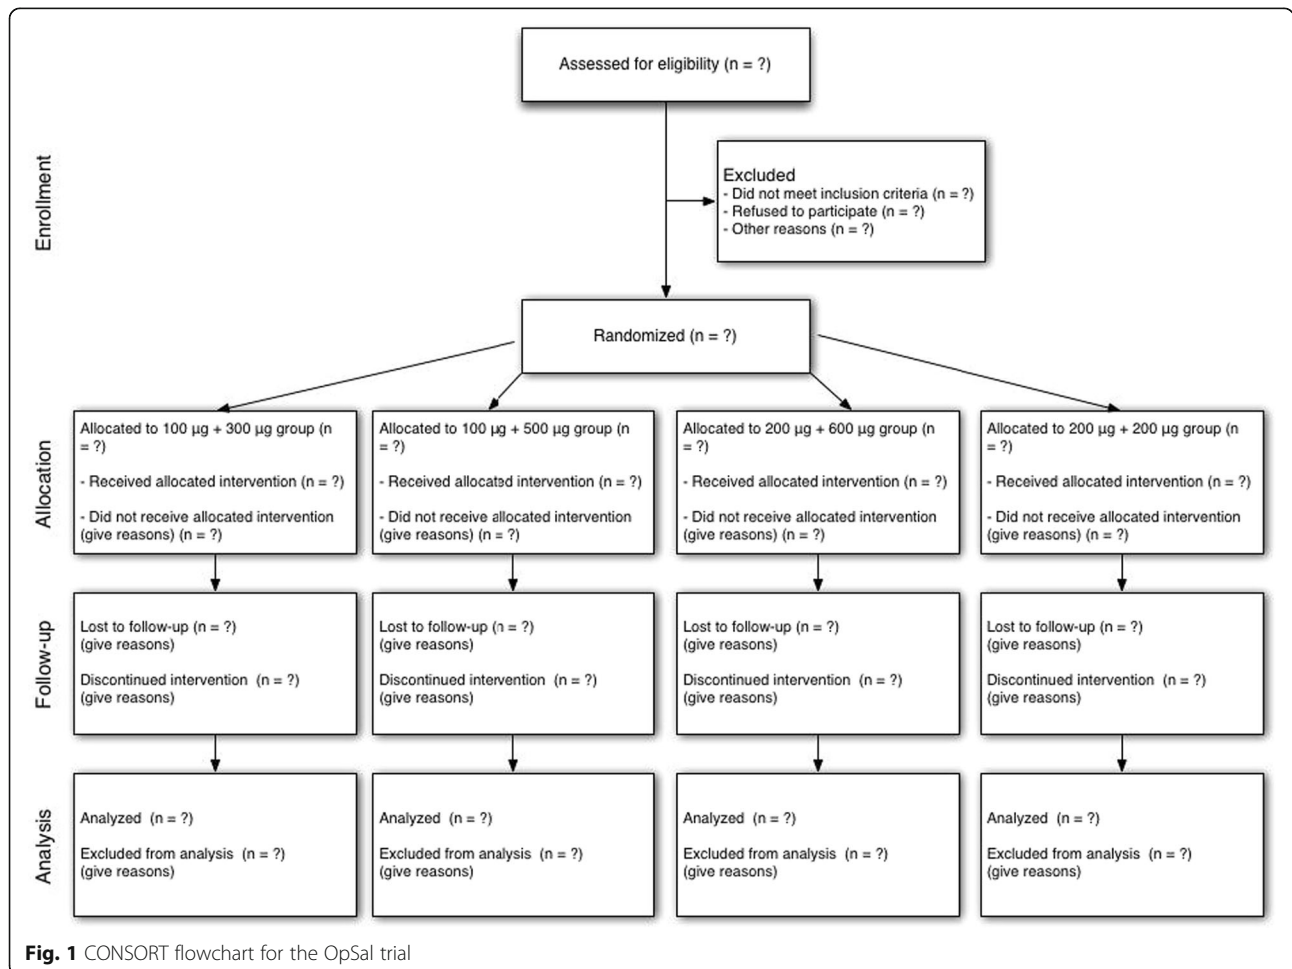 Assessed for eligibility (n = ?)
Enrollment
Excluded
- Did not meet inclusion criteria (n = ?)
- Refused to participate (n = ?)
- Other reasons (n = ?)
Randomized (n = ?)
Allocation
Allocated to 100 µg + 300 µg group (n
= ?)
- Received allocated intervention (n = ?)
- Did not receive allocated intervention
(give reasons) (n = ?)
Allocated to 100 µg + 500 µg group (n
= ?)
- Received allocated intervention (n = ?)
- Did not receive allocated intervention
(give reasons) (n = ?)
Allocated to 200 µg + 600 µg group (n
= ?)
- Received allocated intervention (n = ?)
- Did not receive allocated intervention
(give reasons) (n = ?)
Allocated to 200 µg + 200 µg group (n
= ?)
- Received allocated intervention (n = ?)
- Did not receive allocated intervention
(give reasons) (n = ?)
Follow-up
Lost to follow-up (n = ?)
(give reasons)
Discontinued intervention (n = ?)
(give reasons)
Lost to follow-up (n = ?)
(give reasons)
Discontinued intervention (n = ?)
(give reasons)
Lost to follow-up (n = ?)
(give reasons)
Discontinued intervention (n = ?)
(give reasons)
Lost to follow-up (n = ?)
(give reasons)
Discontinued intervention (n = ?)
(give reasons)
Analysis
Analyzed (n = ?)
Excluded from analysis (n = ?)
(give reasons)
Analyzed (n = ?)
Excluded from analysis (n = ?)
(give reasons)
Analyzed (n = ?)
Excluded from analysis (n = ?)
(give reasons)
Analyzed (n = ?)
Excluded from analysis (n = ?)
(give reasons)
Fig. 1 CONSORT flowchart for the OpSal trial